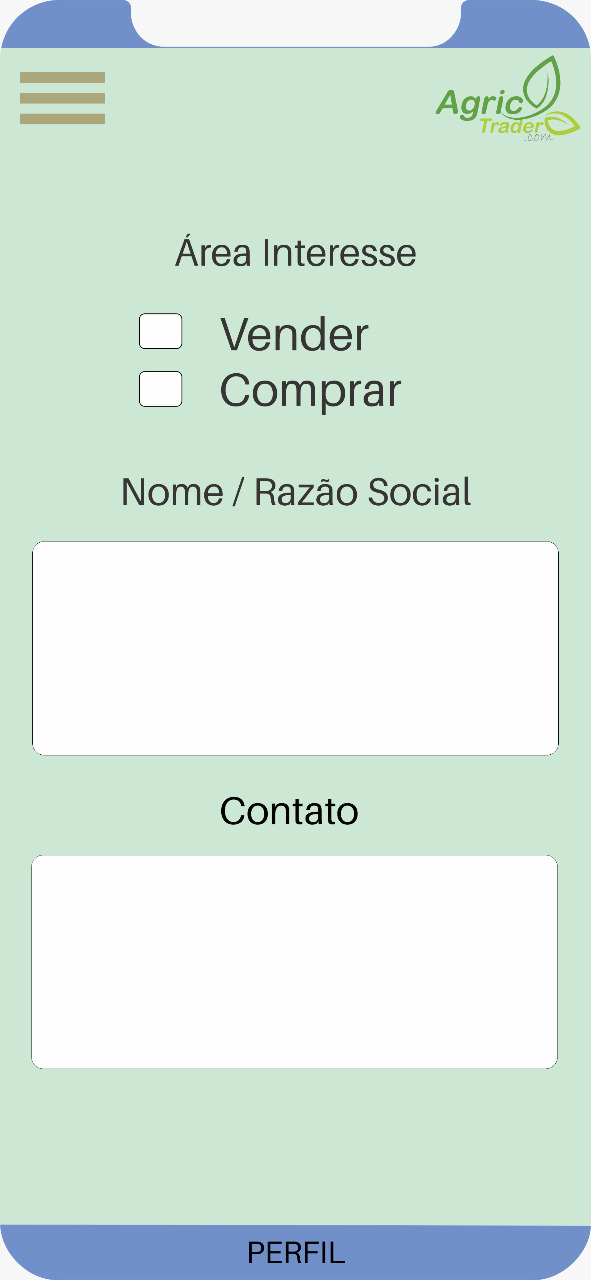 Agric
Trader
.com
Área Interesse
Vender
Comprar
Nome / Razão Social
Contato
PERFIL